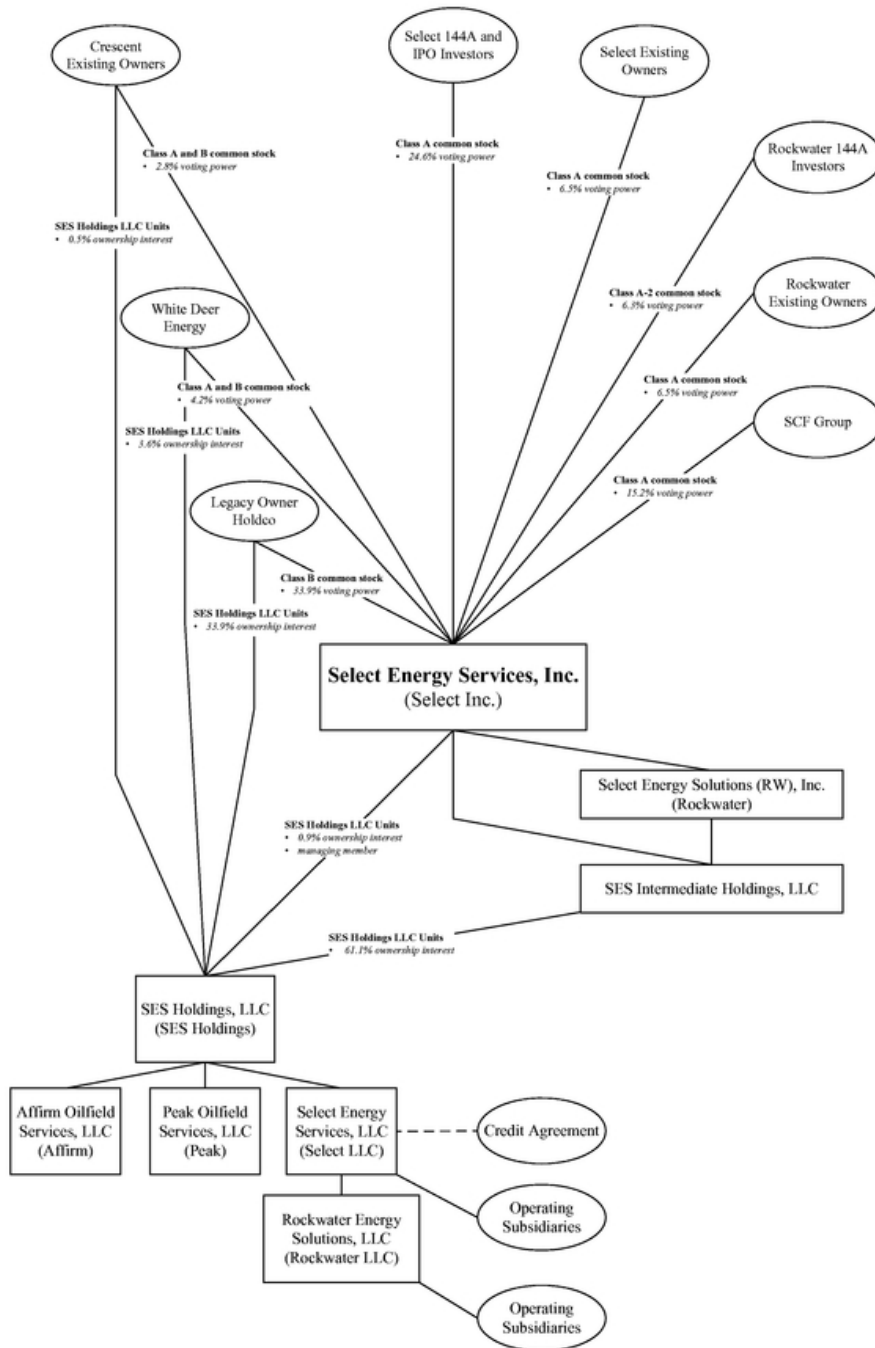 Crescent
Existing Owners
Select 144A and
IPO Investors
Select Existing
Owners
Class A and B common stock
• 2.8% voting power
Class A common stock
• 24.6% voting power
Rockwater 144A
Investors
Class A common stock
• 6.5% voting power
SES Holdings LLC Units
• 0.5% ownership interest
Class A-2 common stock
• 6.3% voting power
Rockwater
Existing Owners
White Deer
Energy
Class A and B common stock
• 4.2% voting power
Class A common stock
• 6.5% voting power
SES Holdings LLC Units
• 3.6% ownership interest
SCF Group
Legacy Owner
Holdco
Class A common stock
• 15.2% voting power
Class B common stock
• 33.9% voting power
SES Holdings LLC Units
• 33.9% ownership interest
Select Energy Services, Inc.
(Select Inc.)
Select Energy Solutions (RW), Inc.
(Rockwater)
SES Holdings LLC Units
• 0.9% ownership interest
• managing member
SES Intermediate Holdings, LLC
SES Holdings LLC Units
• 61.1% ownership interest
SES Holdings, LLC
(SES Holdings)
Affirm Oilfield
Services, LLC
(Affirm)
Peak Oilfield
Services, LLC
(Peak)
Select Energy
Services, LLC
(Select LLC)
Credit Agreement
Operating
Subsidiaries
Rockwater Energy
Solutions, LLC
(Rockwater LLC)
Operating
Subsidiaries